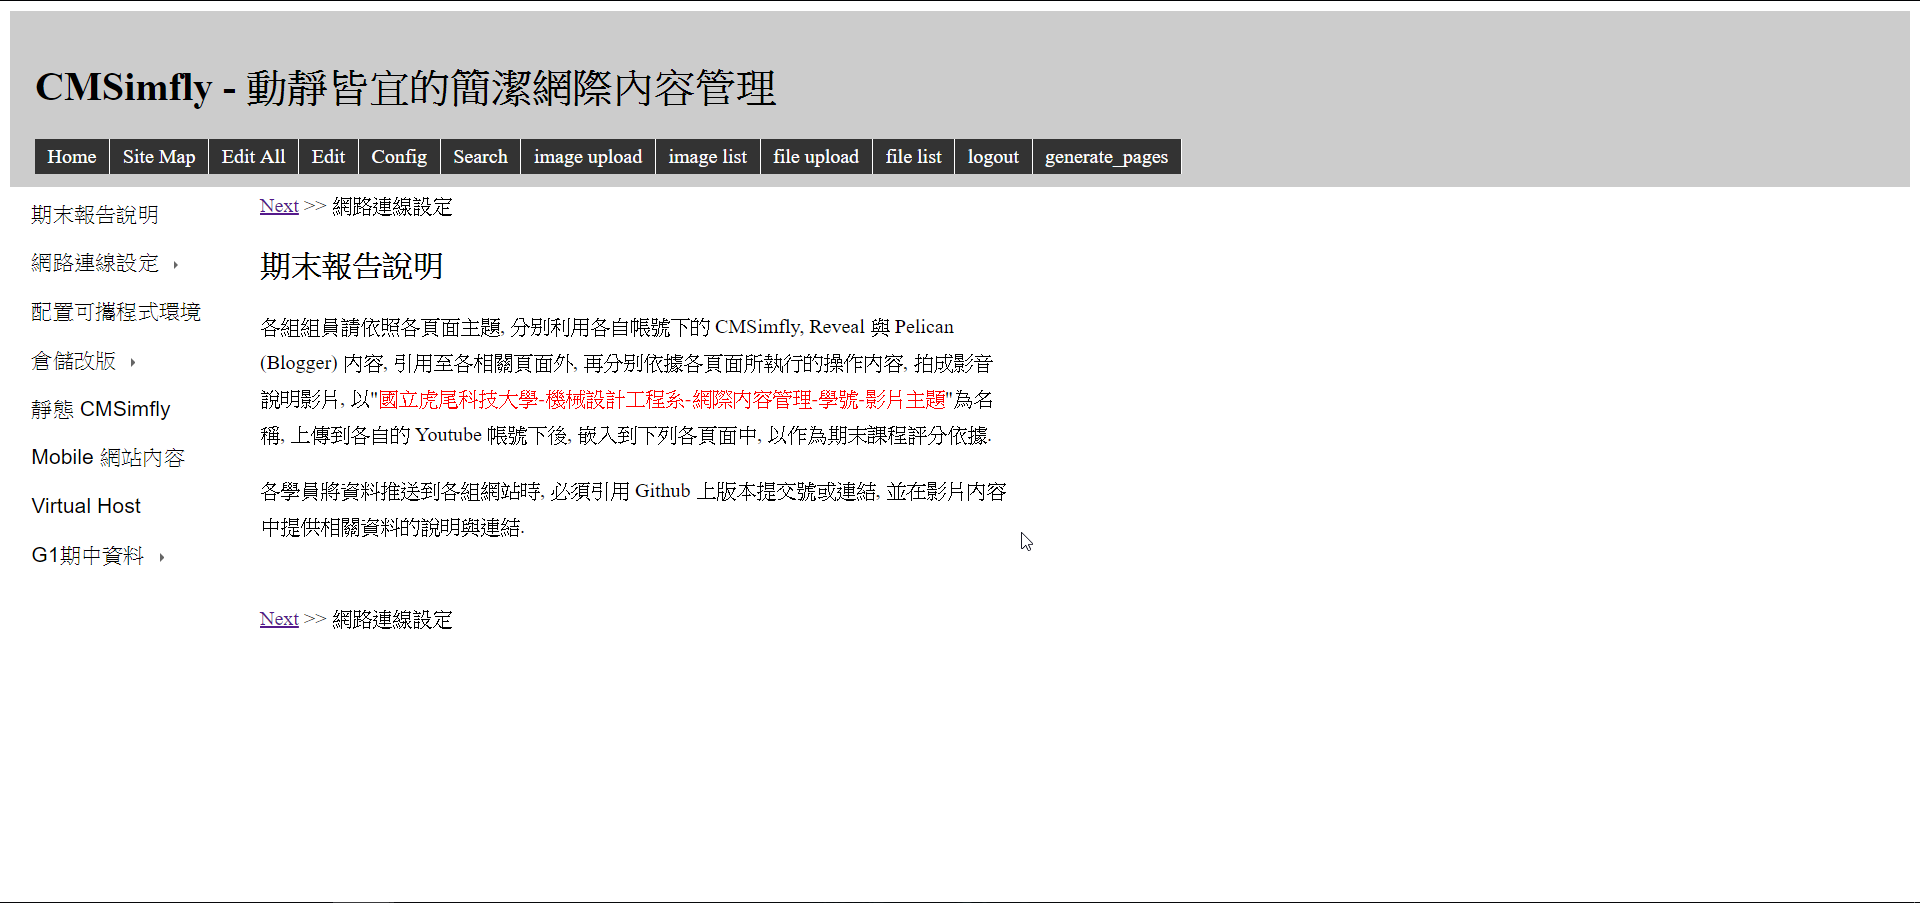 CMSimfly - 動靜皆宜的簡潔網際內容管理
Home Site Map Edit All Edit Config Search image upload image list file upload file list logout generate_pages
期末報告說明
網路連線設定
配置可攜程式環境
倉儲改版
靜態 CMSimfly
Mobile 網站內容
Virtual Host
G1期中資料
Next >> 網路連線設定
期末報告說明
各組組員請依照各頁面主題, 分別利用各自帳號下的 CMSimfly, Reveal 與 Pelican
(Blogger) 內容, 引用至各相關頁面外, 再分別依據各頁面所執行的操作內容, 拍成影音
說明影片, 以"國立虎尾科技大學-機械設計工程系-網際內容管理-學號-影片主題"為名
稱, 上傳到各自的 Youtube 帳號下後, 嵌入到下列各頁面中, 以作為期末課程評分依據.
各學員將資料推送到各組網站時, 必須引用 Github 上版本提交號或連結, 並在影片內容
中提供相關資料的說明與連結.
Next >> 網路連線設定